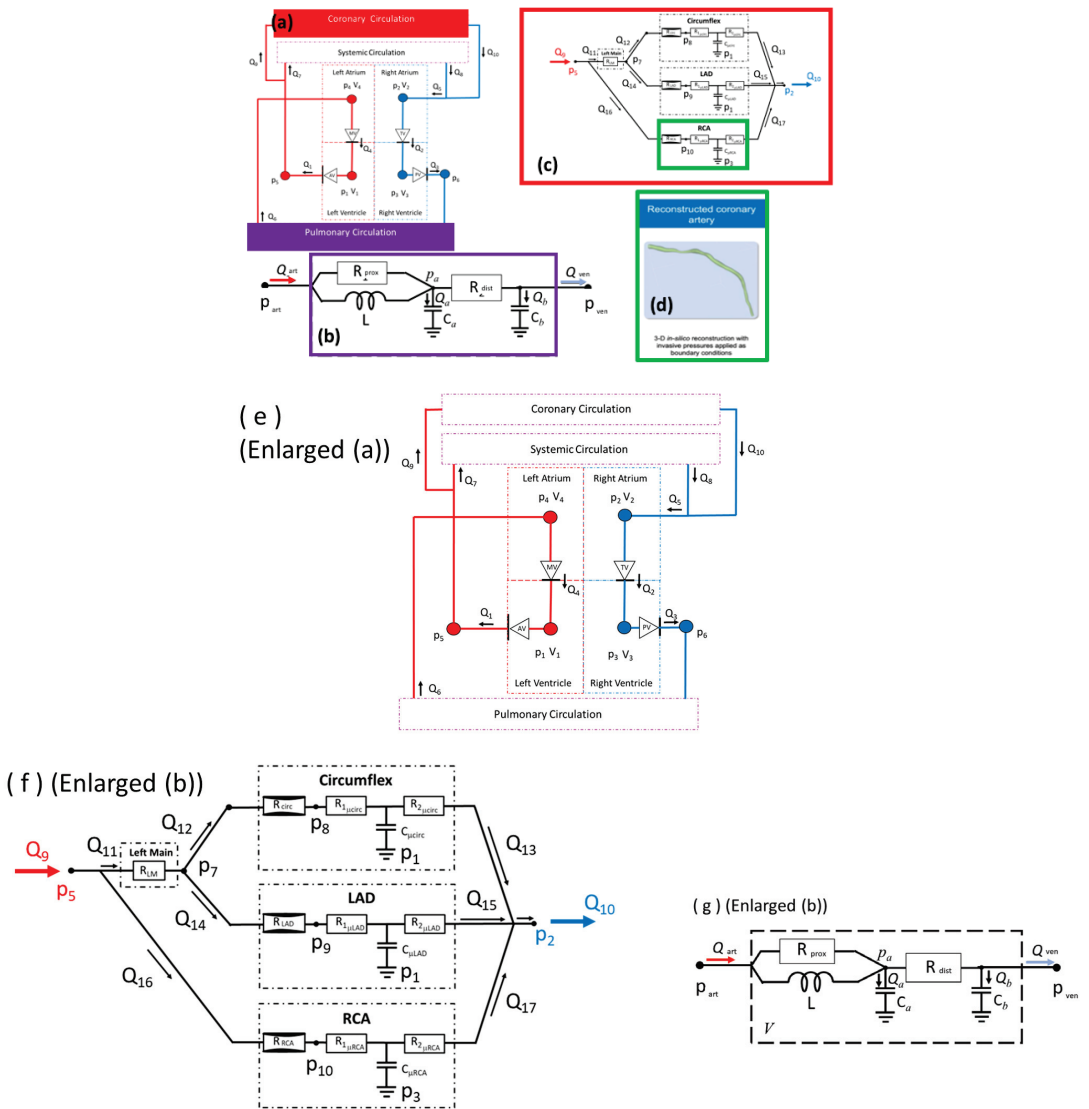 (a)
Coronary Circulation
Systemic Circulation
Q9
Q7
Q8
Q10
Left Atrium
Right Atrium
p4 V4
p2 V2
Q5
MV
TV
Q4
Q2
Q1
Q3
p5
AV
PV
p6
p1 V1
p3 V3
Left Ventricle
Right Ventricle
Q6
Pulmonary Circulation
Q art
R prox
pa
R dist
Q ven
Qa
Qb
p art
L
Ca
Cb
p ven
(b)
Circumflex
Q12
Q11
Left Main
p8
p1
Q13
Q9
p5
RLM
p7
LAD
Q14
Q15
Q10
p2
p9
p1
Q16
Q17
RCA
p10
p3
(c)
Reconstructed coronary
artery
(d)
3-D in-silico reconstruction with
invasive pressures applied as
boundary conditions
( e )
(Enlarged (a))
Coronary Circulation
Systemic Circulation
Q9
Q7
Q8
Q10
Left Atrium
Right Atrium
p4 V4
p2 V2
Q5
MV
TV
Q4
Q2
Q1
Q3
p5
AV
PV
p6
p1 V1
p3 V3
Left Ventricle
Right Ventricle
Q6
Pulmonary Circulation
( f ) (Enlarged (b))
Circumflex
Rcirc
R1μcirc
R2μcirc
Q12
p8
Cμcirc
p1
Q13
Q9
Q11
Left Main
RLM
p7
p5
LAD
Q14
RLAD
R1μLAD
R2μLAD
Q15
Q10
p9
CμLAD
p1
p2
Q16
Q17
RCA
RRCA
R1μRCA
R2μRCA
p10
CμRCA
p3
( g ) (Enlarged (b))
Q art
R prox
pa
R dist
Q ven
p art
L
Qa
Ca
Qb
Cb
p ven
V